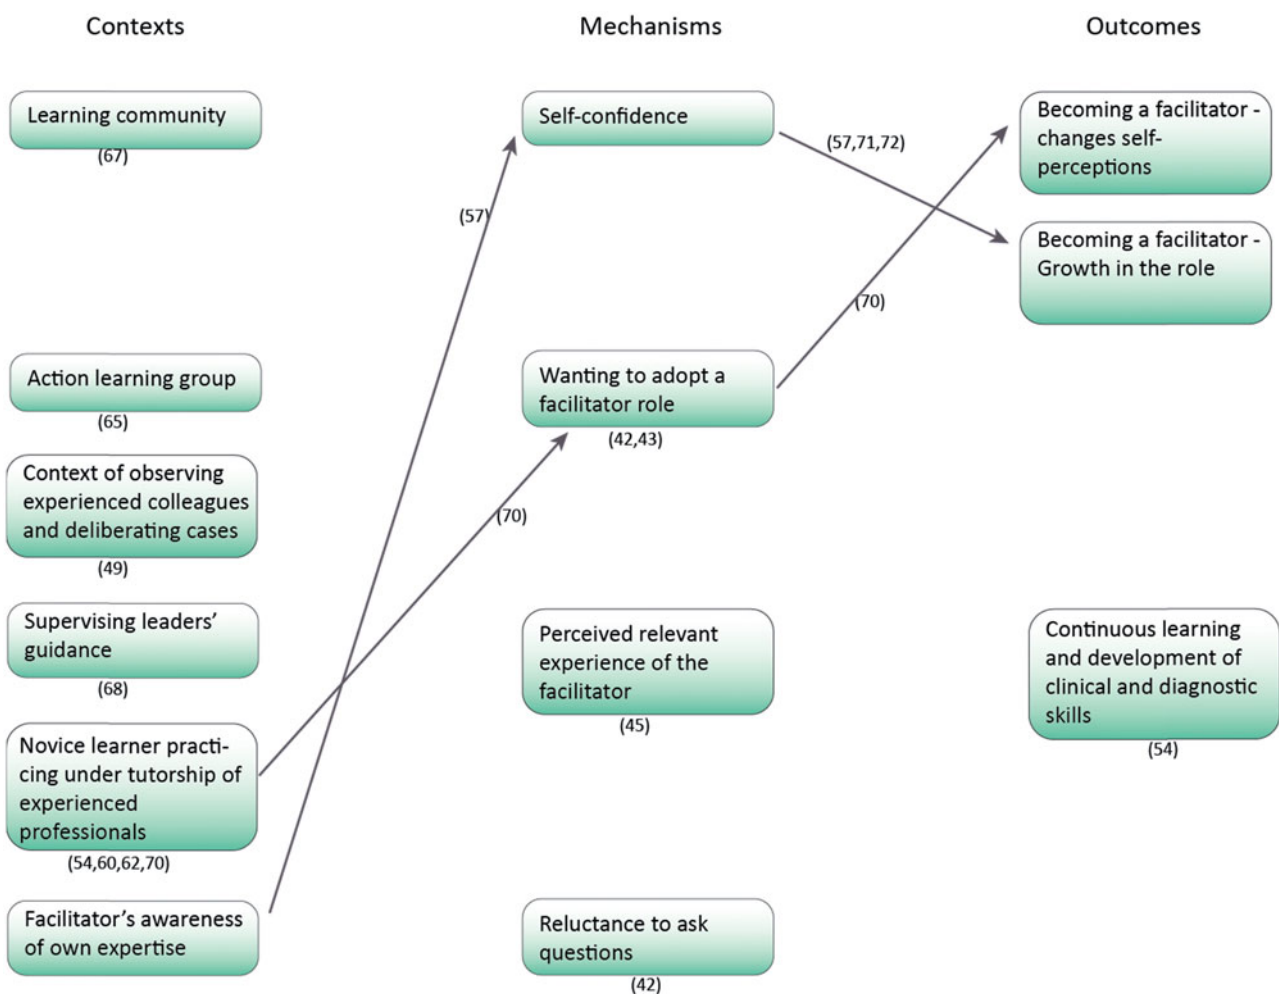 Contexts
Mechanisms
Outcomes
Learning community
(67)
Action learning group
(65)
Context of observing
experienced colleagues
and deliberating cases
(49)
Supervising leaders’
guidance
(68)
Novice learner practi-
cing under tutorship of
experienced
professionals
(54,60,62,70)
Facilitator’s awareness
of own expertise
(57)
(70)
Self-confidence
Wanting to adopt a
facilitator role
(42,43)
Perceived relevant
experience of the
facilitator
(45)
Reluctance to ask
questions
(42)
(57,71,72)
(70)
Becoming a facilitator -
changes self-
perceptions
Becoming a facilitator -
Growth in the role
Continuous learning
and development of
clinical and diagnostic
skills
(54)